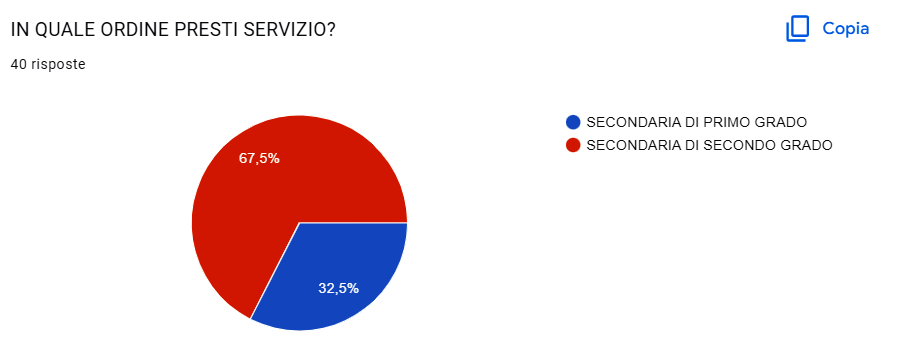 IN QUALE ORDINE PRESTI SERVIZIO?
Copia
40 risposte
SECONDARIA DI PRIMO GRADO
SECONDARIA DI SECONDO GRADO
67,5%
32,5%